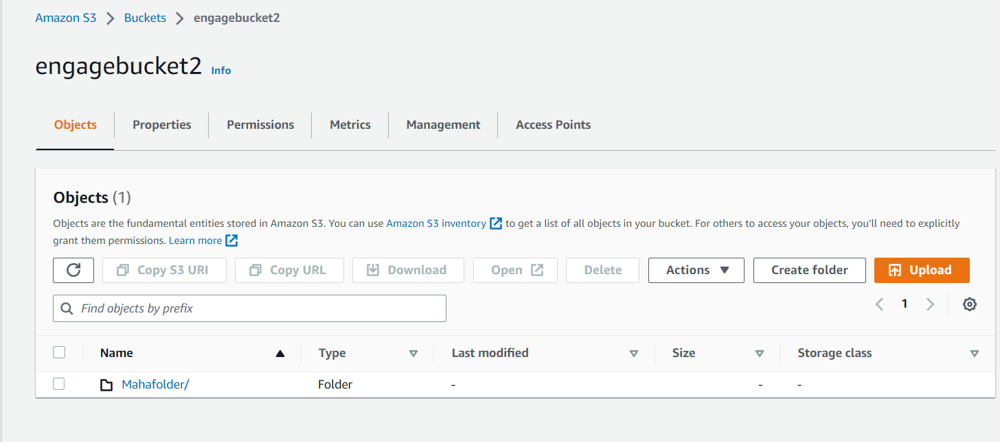 Amazon S3 > Buckets > engagebucket2
engagebucket2 Info
Objects Properties Permissions Metrics Management Access Points
Objects (1)
Objects are the fundamental entities stored in Amazon S3. You can use Amazon S3 inventory to get a list of all objects in your bucket. For others to access your objects, you'll need to explicitly
grant them permissions. Learn more
Copy S3 URI Copy URL Download Open Delete Actions Create folder Upload
Find objects by prefix 1
Name Type Last modified Size Storage class
Mahafolder/ Folder - - -